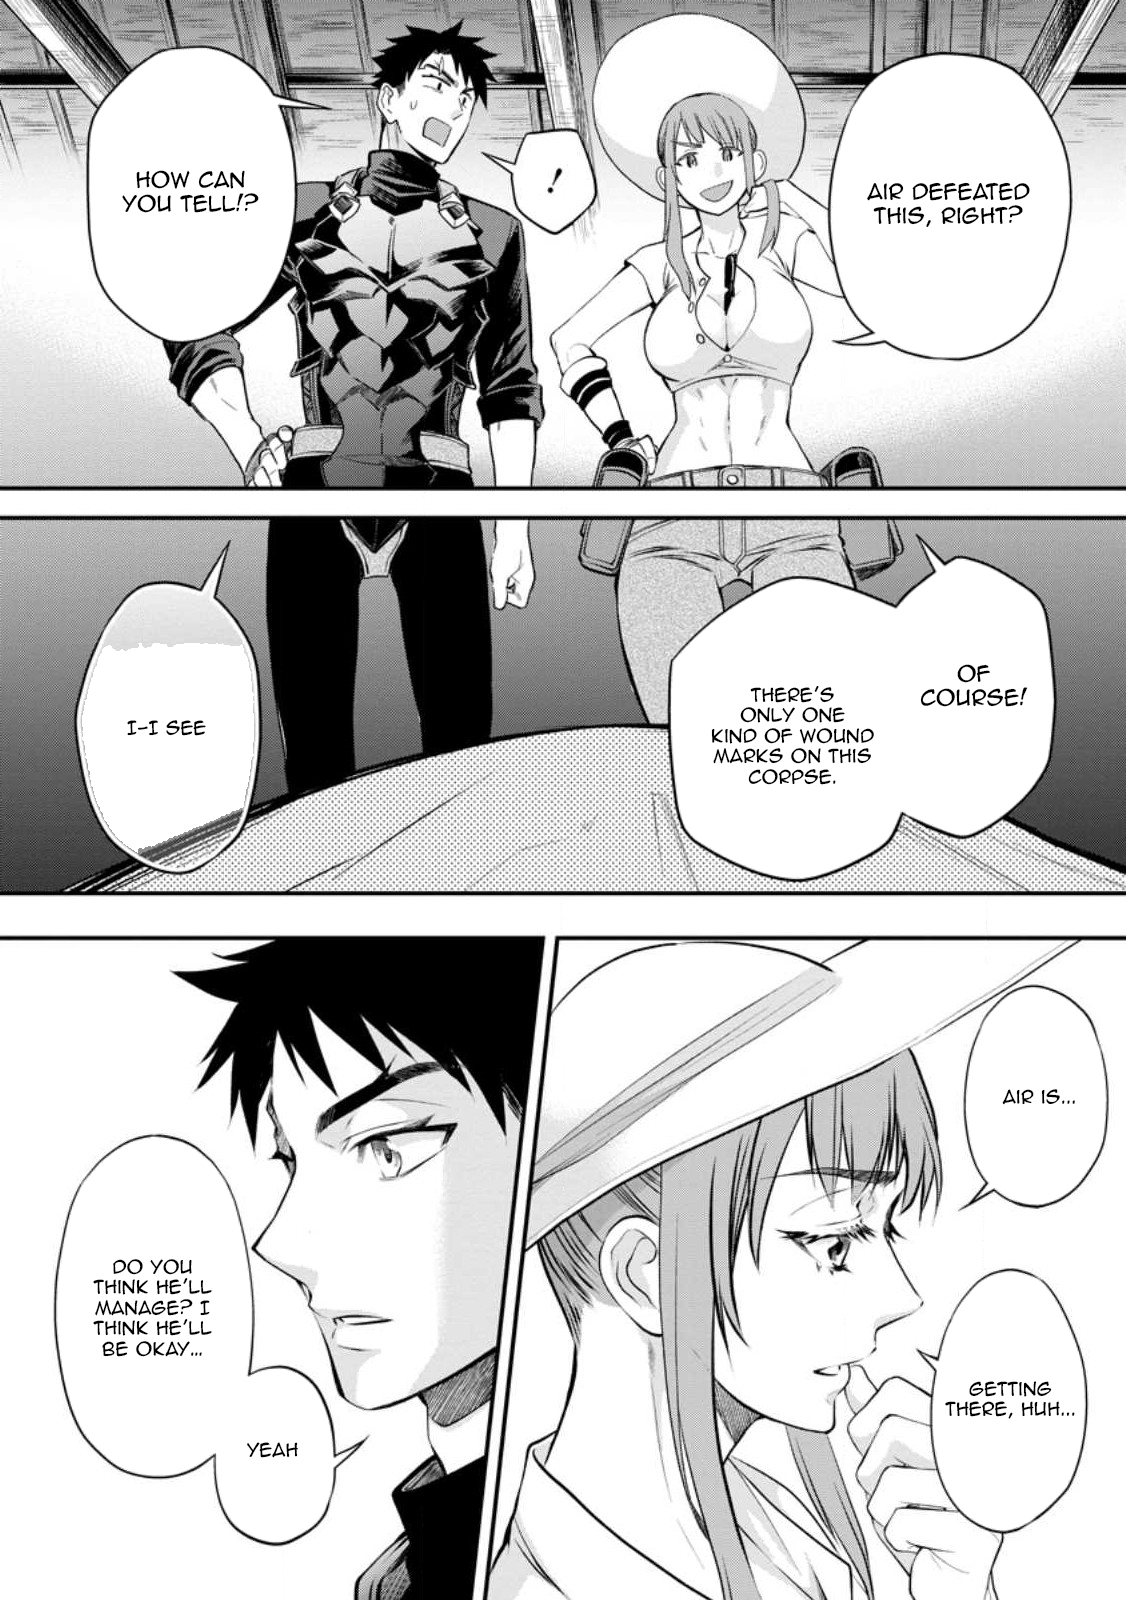 AIR DEFEATED
THIS, RIGHT?
!
HOW CAN
YOU TELL!?
OF
COURSE!
THERE'S
ONLY ONE
KIND OF WOUND
MARKS ON THIS
CORPSE.
I-I SEE
AIR IS...
GETTING
THERE, HUH...
DO YOU
THINK HE'LL
MANAGE? I
THINK HE'LL
BE OKAY...
YEAH